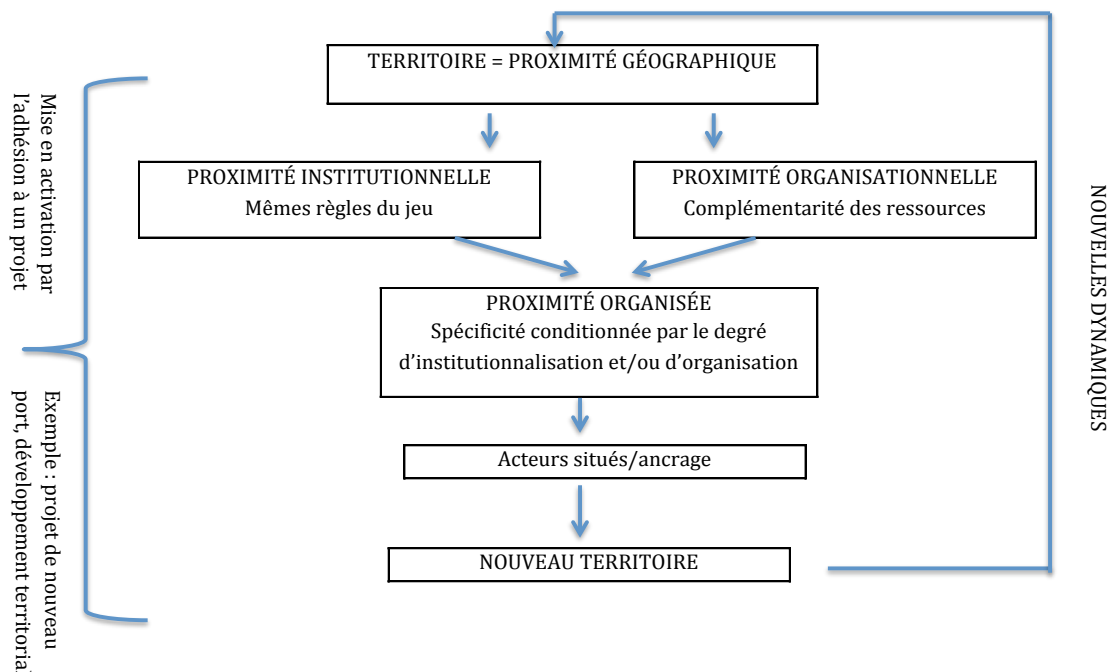 TERRITOIRE = PROXIMITÉ GÉOGRAPHIQUE
PROXIMITÉ INSTITUTIONNELLE
Mêmes règles du jeu
PROXIMITÉ ORGANISATIONNELLE
Complémentarité des ressources
PROXIMITÉ ORGANISÉE
Spécificité conditionnée par le degré
d’institutionnalisation et/ou d’organisation
Acteurs situés/ancrage
NOUVEAU TERRITOIRE
Mise en activation par
l’adhésion à un projet
Exemple : projet de nouveau
port, développement territorial
NOUVELLES DYNAMIQUES